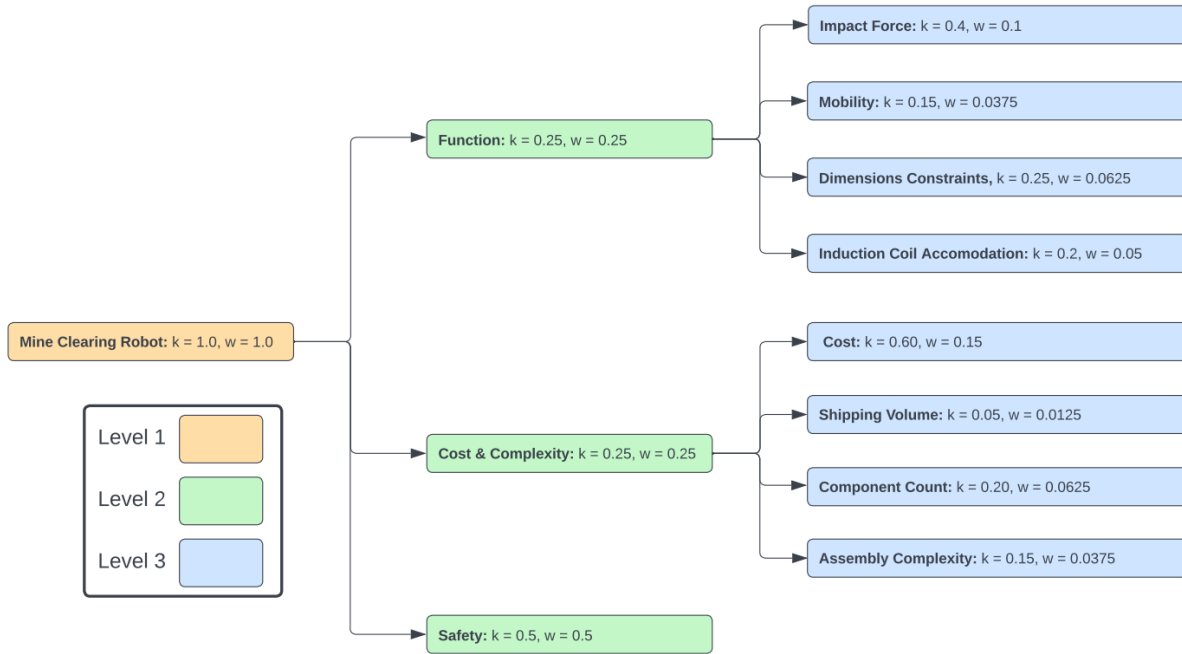 Mine Clearing Robot: k = 1.0, w = 1.0
Function: k = 0.25, w = 0.25
Impact Force: k = 0.4, w = 0.1
Mobility: k = 0.15, w = 0.0375
Dimensions Constraints, k = 0.25, w = 0.0625
Induction Coil Accomodation: k = 0.2, w = 0.05
Cost & Complexity: k = 0.25, w = 0.25
Cost: k = 0.60, w = 0.15
Shipping Volume: k = 0.05, w = 0.0125
Component Count: k = 0.20, w = 0.0625
Assembly Complexity: k = 0.15, w = 0.0375
Safety: k = 0.5, w = 0.5
Level 1
Level 2
Level 3